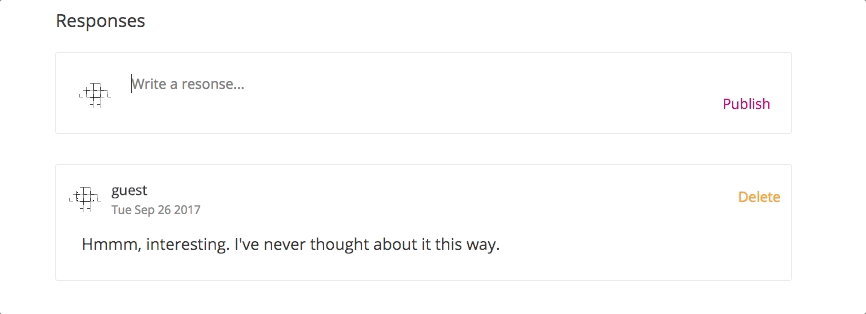 Responses
Write a resonse...
Publish
guest
Delete
Tue Sep 26 2017
Hmmm, interesting. I've never thought about it this way.